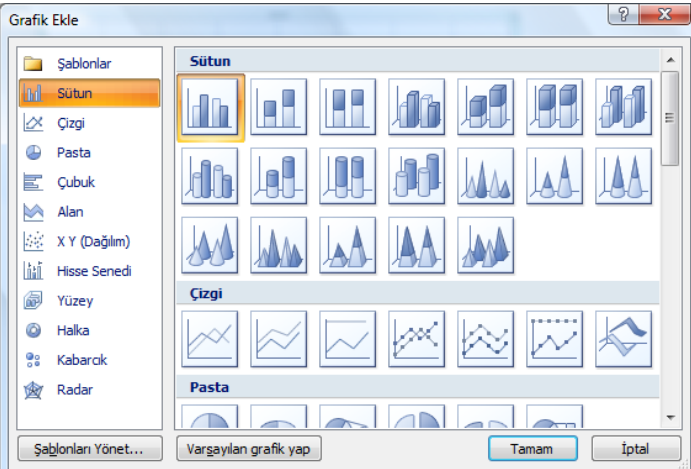 Grafik Ekle
Şablonlar
Sütun
Çizgi
Pasta
Çubuk
Alan
X Y (Dağılım)
Hisse Senedi
Yüzey
Halka
Kabarcık
Radar
Sütun
Çizgi
Pasta
Şablonları Yönet...
Varsayılan grafik yap
Tamam
İptal